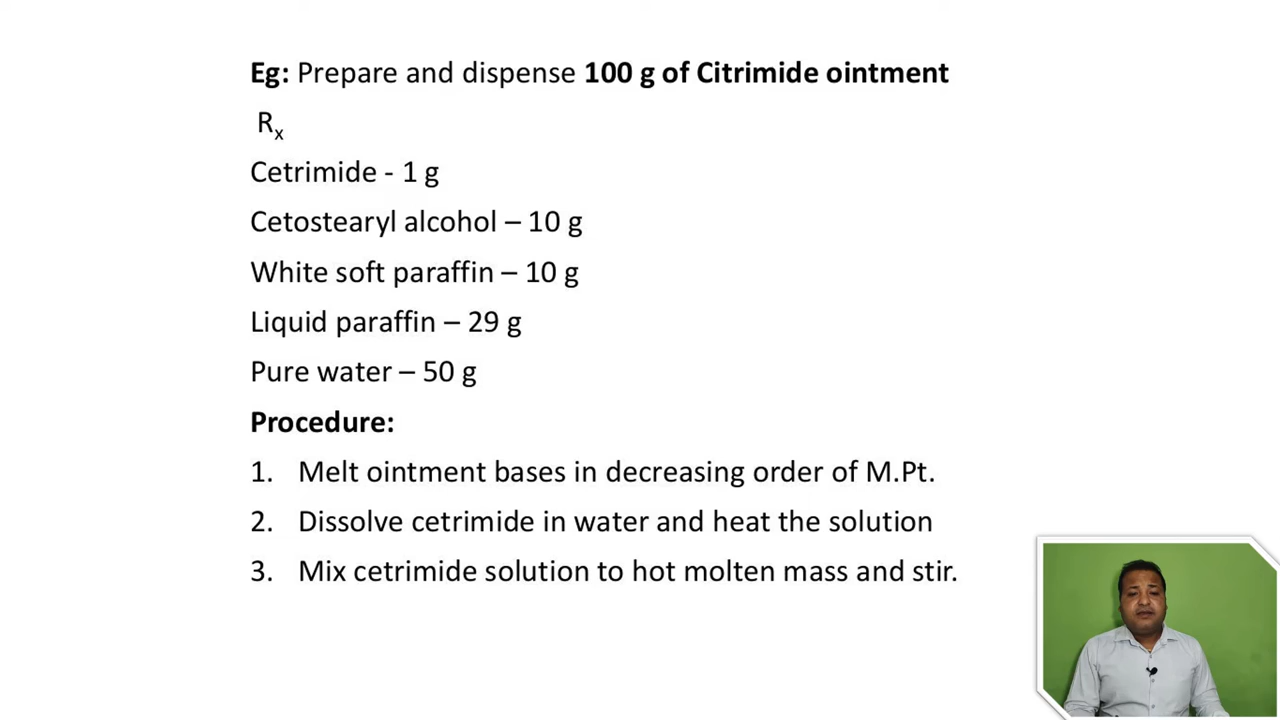 Eg: Prepare and dispense 100 g of Citrimide ointment
Rx
Cetrimide - 1 g
Cetostearyl alcohol – 10 g
White soft paraffin – 10 g
Liquid paraffin – 29 g
Pure water – 50 g
Procedure:
1. Melt ointment bases in decreasing order of M.Pt.
2. Dissolve cetrimide in water and heat the solution
3. Mix cetrimide solution to hot molten mass and stir.